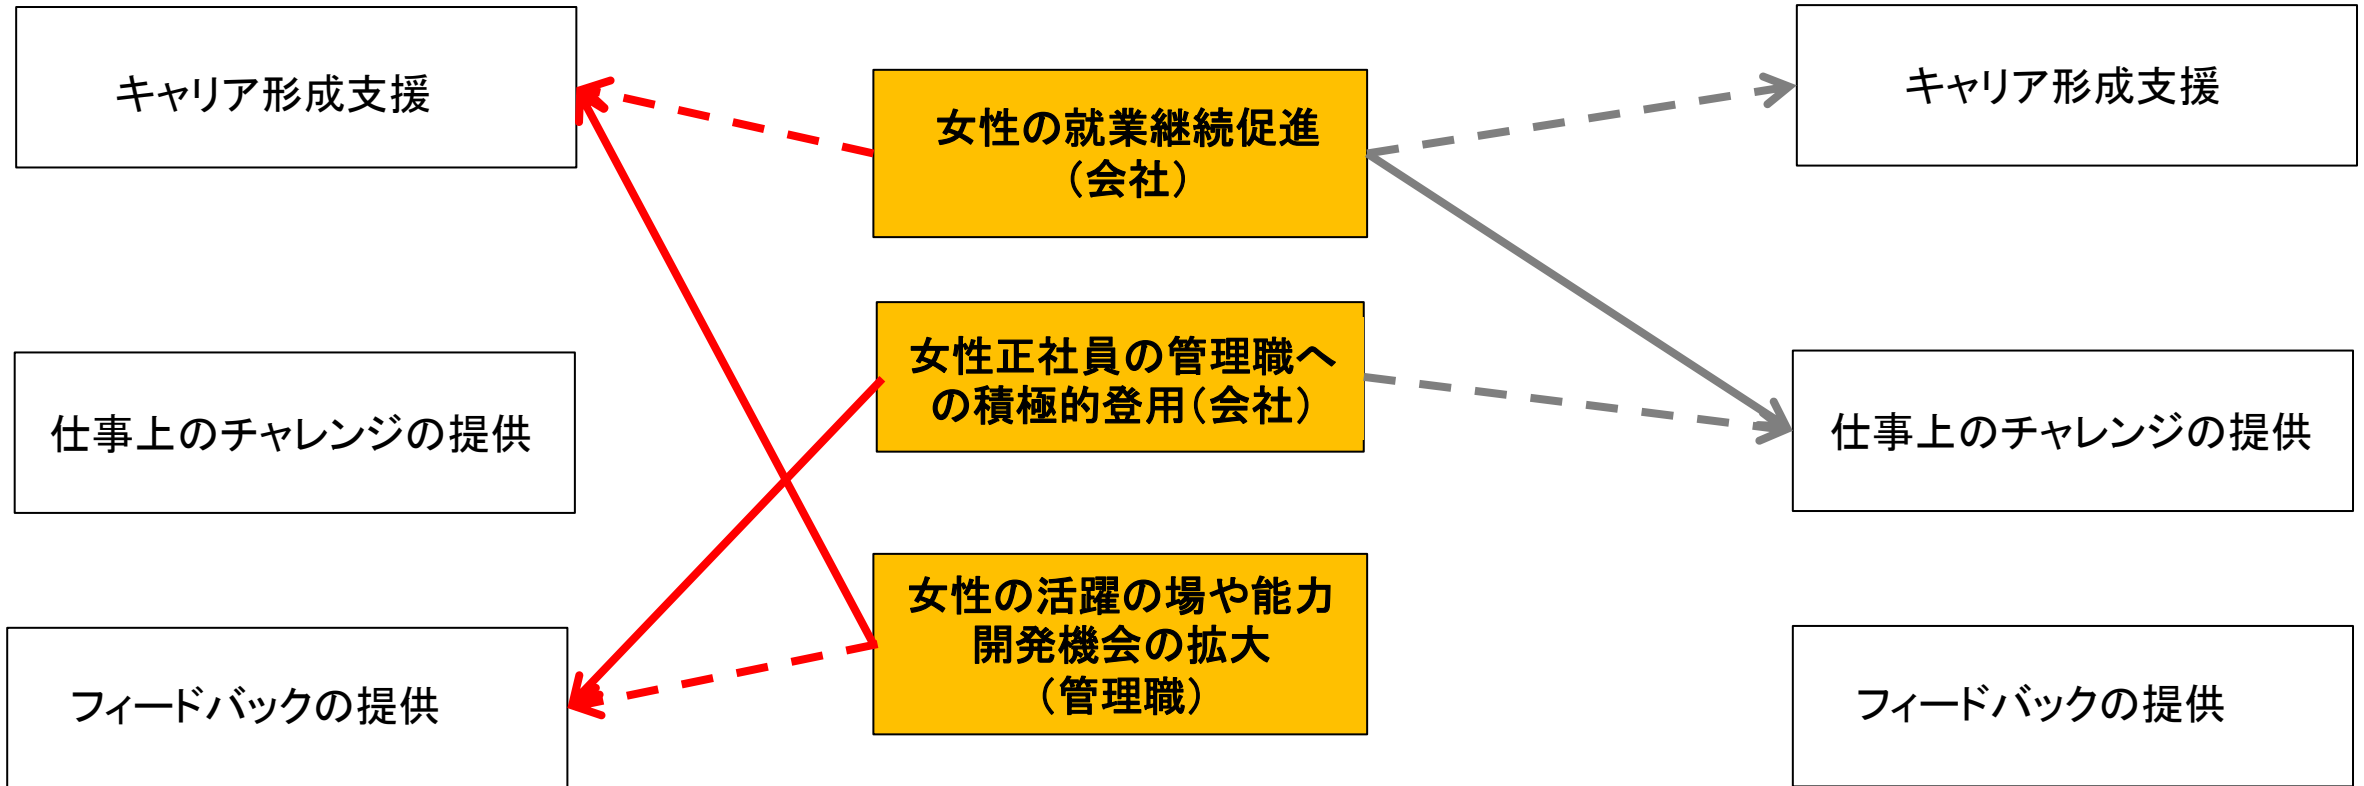 キャリア形成支援
仕事上のチャレンジの提供
フィードバックの提供
女性の就業継続促進
（会社）
女性正社員の管理職へ
の積極的登用（会社）
女性の活躍の場や能力
開発機会の拡大
（管理職）
キャリア形成支援
仕事上のチャレンジの提供
フィードバックの提供